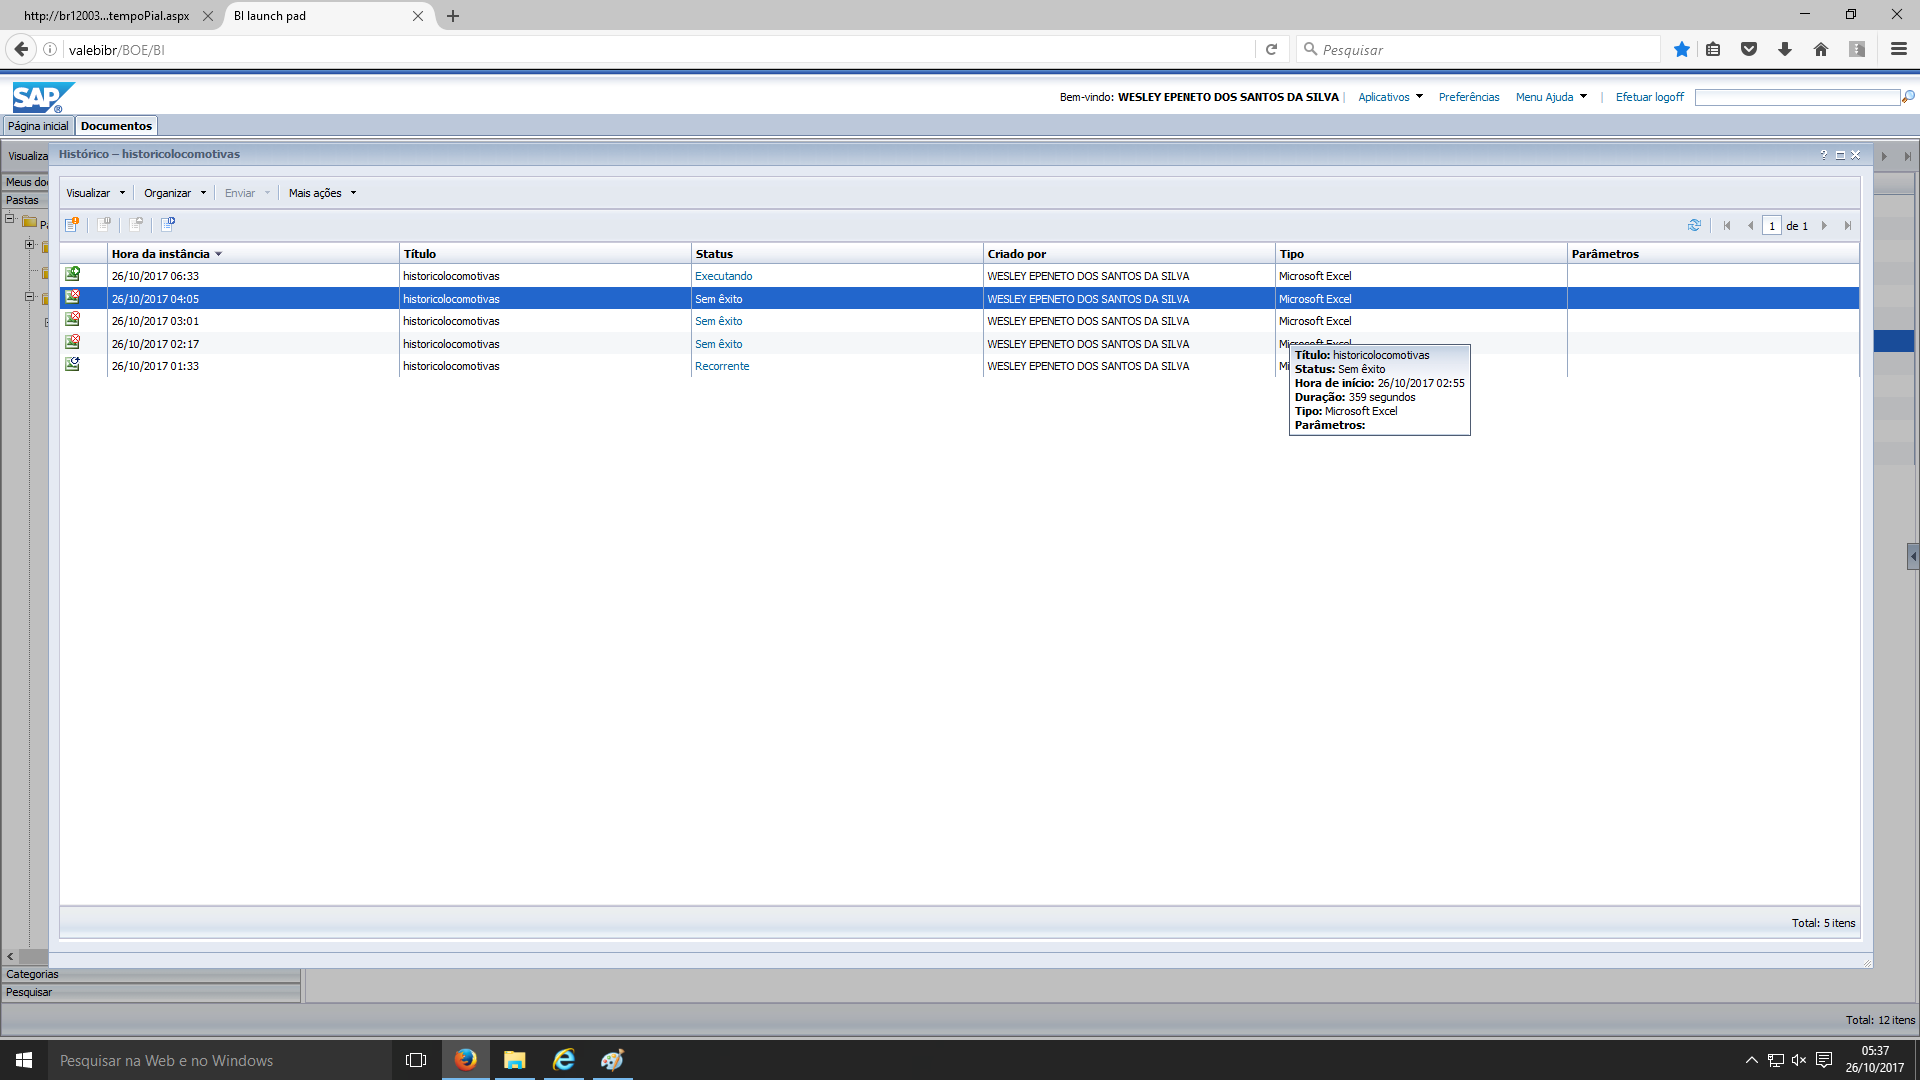 http://br12003...tempoPial.aspx
BI launch pad
valebibr/BOE/BI
Pesquisar
SAP
Bem-vindo: WESLEY EPENETO DOS SANTOS DA SILVA | Aplicativos Preferências Menu Ajuda | Efetuar logoff
Página inicial Documentos
Visualiza
Histórico – historicolocomotivas
Meus do
Pastas
Visualizar Organizar Enviar Mais ações
1 de 1
Hora da instância Título Status Criado por Tipo Parâmetros
26/10/2017 06:33 historicolocomotivas Executando WESLEY EPENETO DOS SANTOS DA SILVA Microsoft Excel
26/10/2017 04:05 historicolocomotivas Sem êxito WESLEY EPENETO DOS SANTOS DA SILVA Microsoft Excel
26/10/2017 03:01 historicolocomotivas Sem êxito WESLEY EPENETO DOS SANTOS DA SILVA Microsoft Excel
26/10/2017 02:17 historicolocomotivas Sem êxito WESLEY EPENETO DOS SANTOS DA SILVA Microsoft Excel
26/10/2017 01:33 historicolocomotivas Recorrente WESLEY EPENETO DOS SANTOS DA SILVA Mi
Título: historicolocomotivas
Status: Sem êxito
Hora de início: 26/10/2017 02:55
Duração: 359 segundos
Tipo: Microsoft Excel
Parâmetros:
Total: 5 itens
Categorias
Pesquisar
Total: 12 itens
Pesquisar na Web e no Windows
05:37
26/10/2017